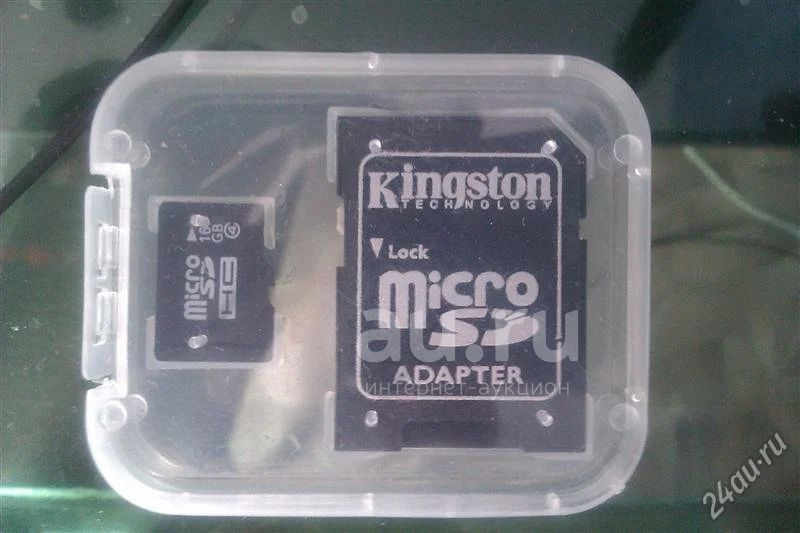 16
GB 4
micro
SD
HC
Kingston
TECHNOLOGY
Lock
micro
SD
ADAPTER
au.ru
интернет-аукцион
24au.ru